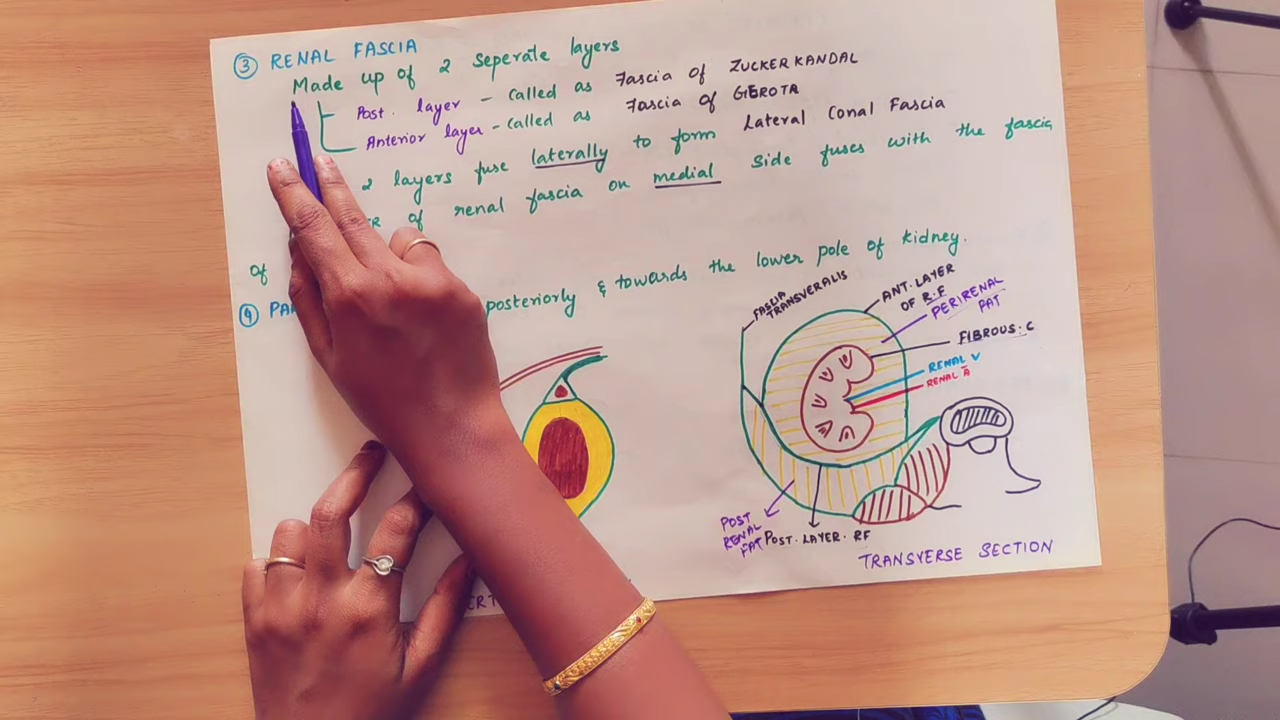 ③ RENAL FASCIA
Made up of 2 seperate layers
Post. layer - called as Fascia of ZUCKERKANDAL
Anterior layer - called as Fascia of GEROTA
2 layers fuse laterally to form Lateral Conal Fascia
of renal fascia on medial side fuses with the fascia
of
④ posteriorly & towards the lower pole of kidney.
FASCIA TRANSVERALIS
ANT. LAYER
OF R.F
PERIRENAL
FAT
FIBROUS. C
RENAL V
RENAL A
POST
RENAL
FAT
POST. LAYER. RF
TRANSVERSE SECTION